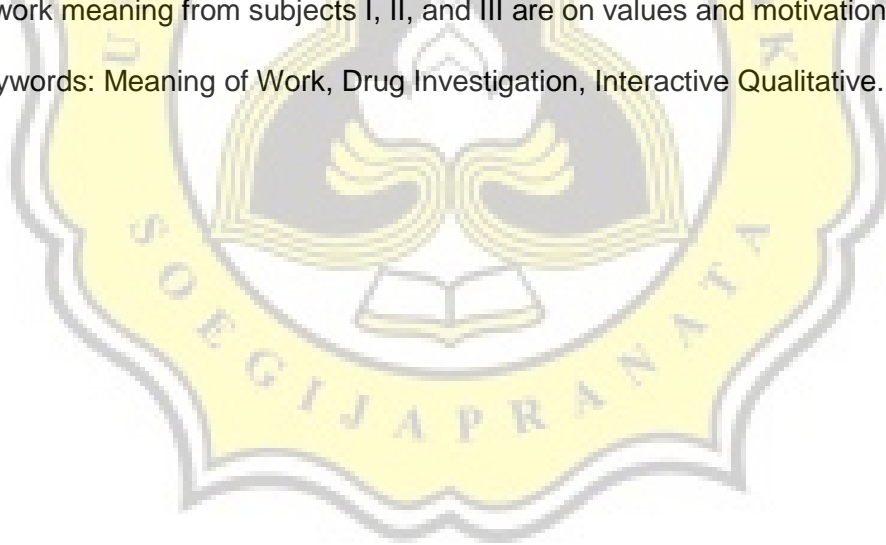 work meaning from subjects I, II, and III are on values and motivation
ywords: Meaning of Work, Drug Investigation, Interactive Qualitative.
U K
SOEGIJAPRANATA